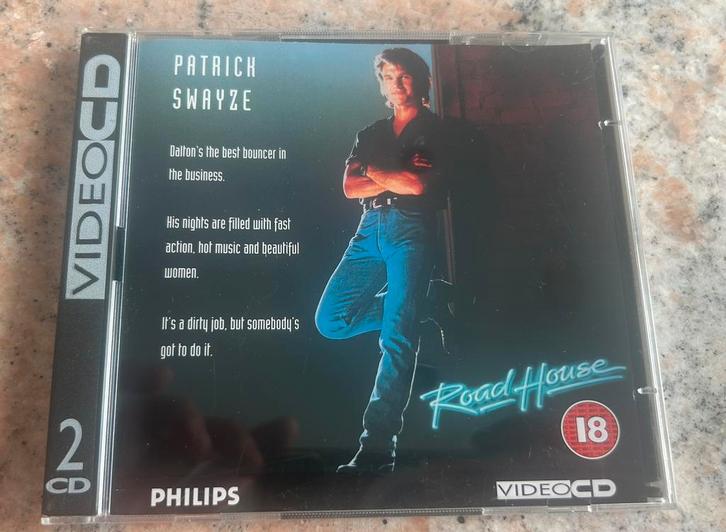 VIDEOCD
2
CD
PATRICK
SWAYZE
Dalton's the best bouncer in
the business.
His nights are filled with fast
action, hot music and beautiful
women.
It's a dirty job, but somebody's
got to do it.
Road House
18
PHILIPS
VIDEOCD